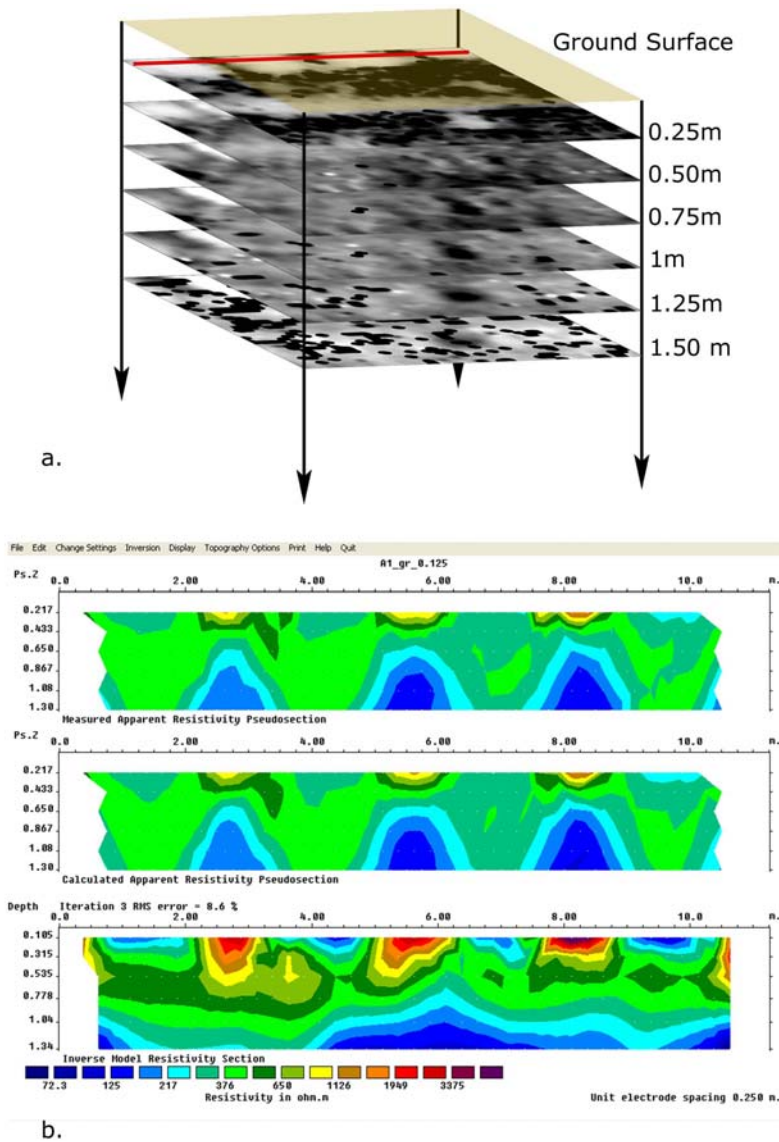 Ground Surface
0.25m
0.50m
0.75m
1m
1.25m
1.50 m
a.
File Edit Change Settings Inversion Display Topography Options Print Help Quit
A1_gr_0.125
Ps.Z 0.0 2.00 4.00 6.00 8.00 10.0 m.
0.217
0.433
0.650
0.867
1.08
1.30
Measured Apparent Resistivity Pseudosection
Ps.Z 0.0 2.00 4.00 6.00 8.00 10.0 m.
0.217
0.433
0.650
0.867
1.08
1.30
Calculated Apparent Resistivity Pseudosection
Depth Iteration 3 RMS error = 8.6 %
0.0 2.00 4.00 6.00 8.00 10.0 m.
0.105
0.315
0.535
0.778
1.04
1.34
Inverse Model Resistivity Section
72.3 125 217 376 650 1126 1949 3375
Resistivity in ohm.m Unit electrode spacing 0.250 m.
b.